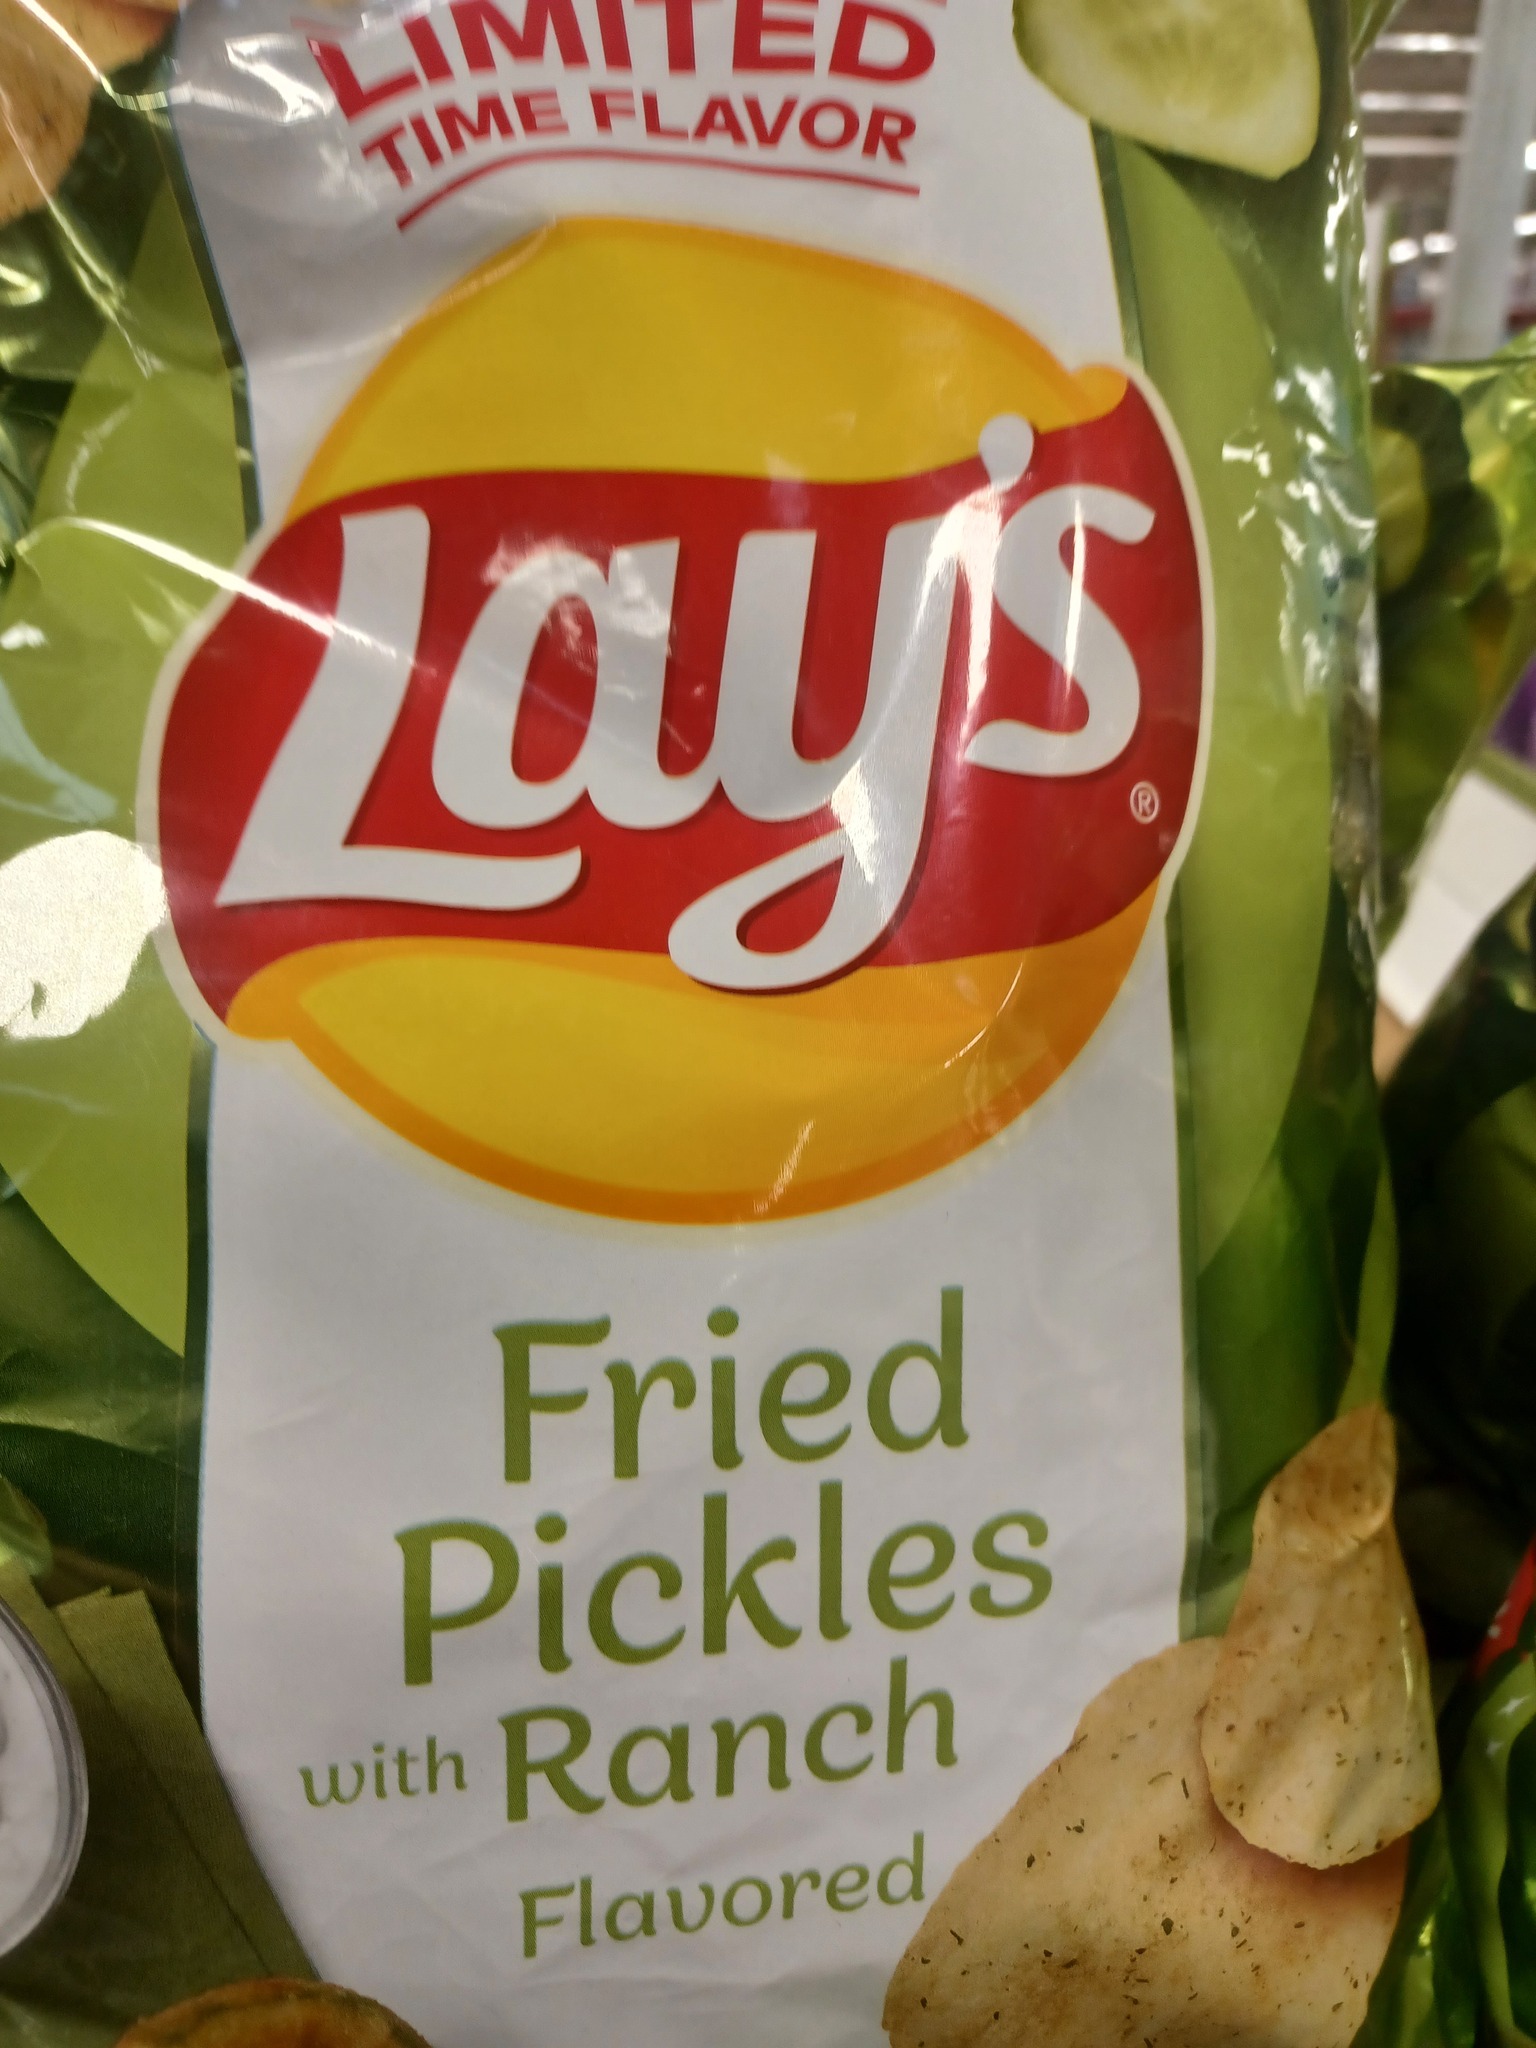 LIMITED
TIME FLAVOR
Lay's
®
Fried
Pickles
with Ranch
Flavored